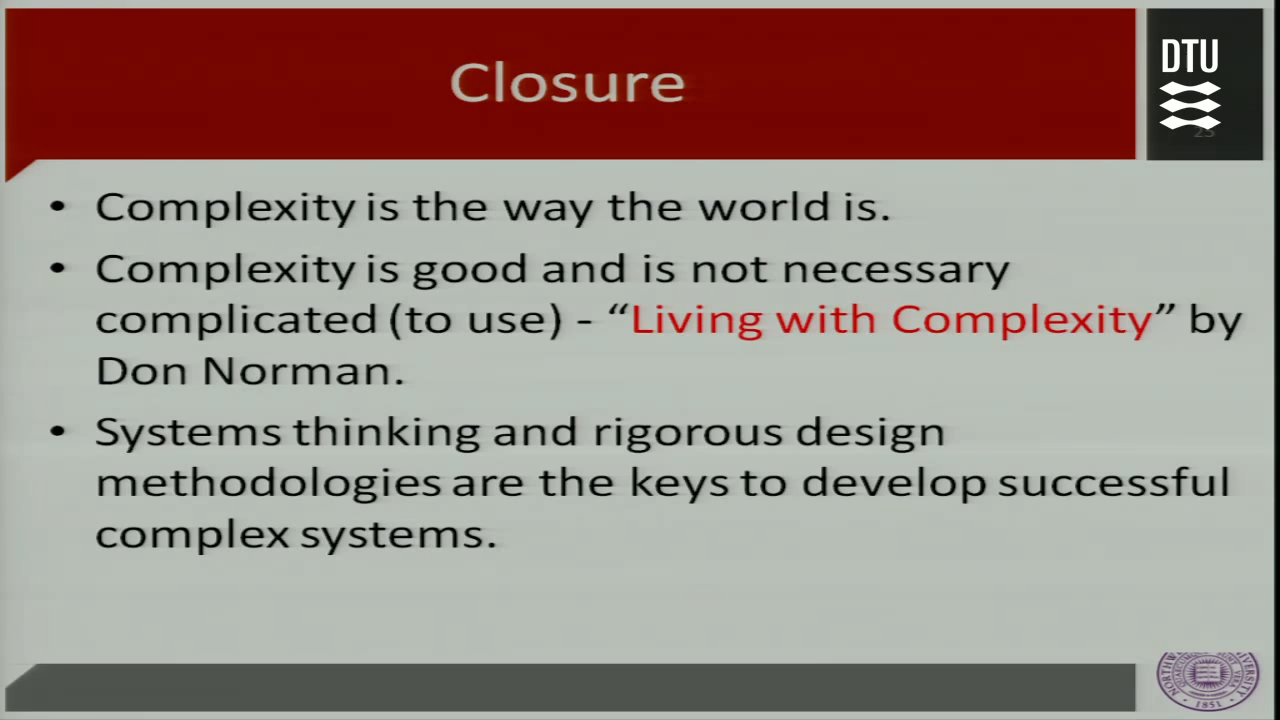 Closure
DTU
25
• Complexity is the way the world is.
• Complexity is good and is not necessary
complicated (to use) - “Living with Complexity” by
Don Norman.
• Systems thinking and rigorous design
methodologies are the keys to develop successful
complex systems.
1851